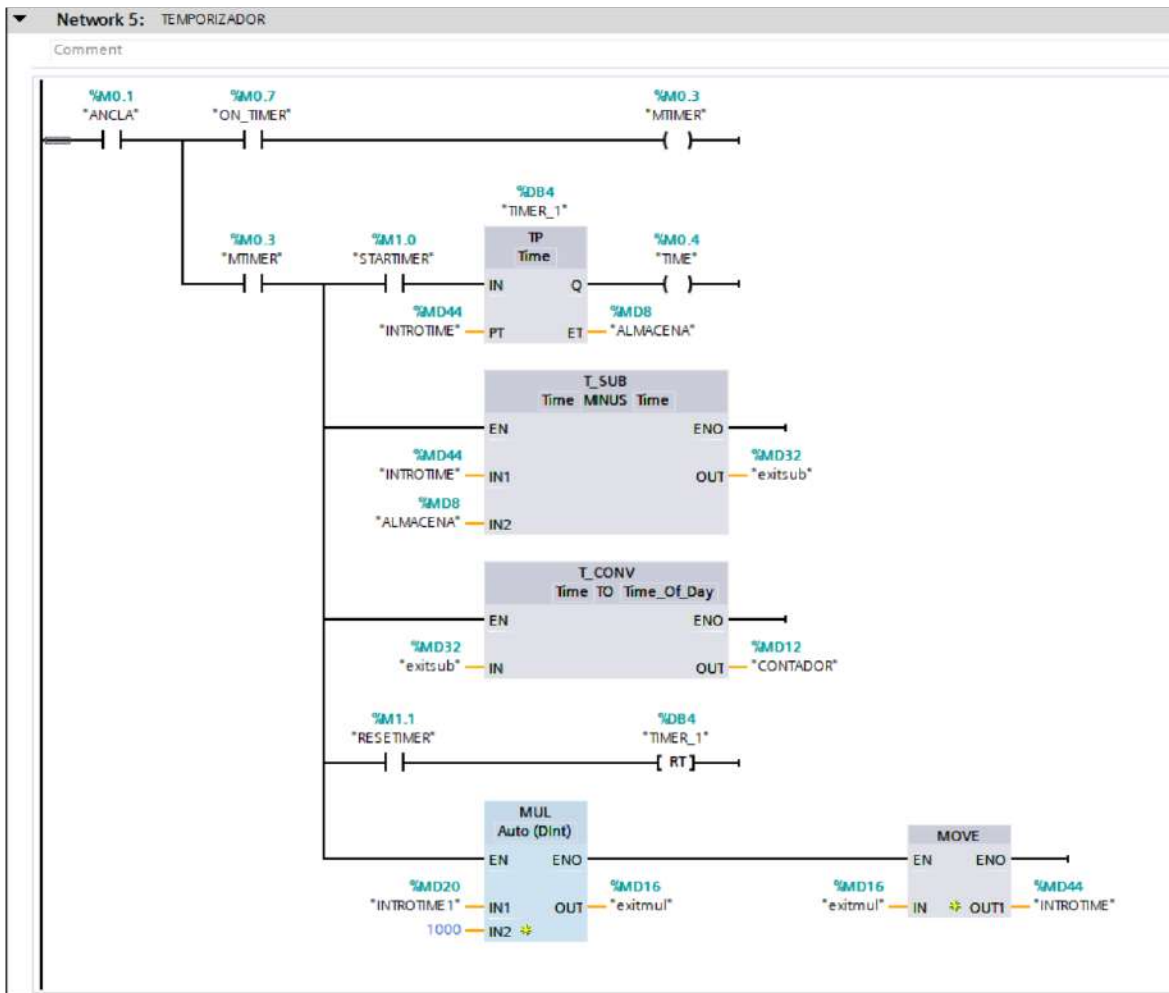 Network 5: TEMPORIZADOR
Comment
%M0.1 %M0.7 %M0.3
"ANCLA" "ON_TIMER" "MTIMER"
%DB4
"TIMER_1"
%M0.3 %M1.0 TP %M0.4
"MTIMER" "STARTIMER" Time "TIME"
IN Q
%MD44 %MD8
"INTROTIME" PT ET "ALMACENA"
T_SUB
Time MINUS Time
EN ENO
%MD44 %MD32
"INTROTIME" IN1 OUT "exitsub"
%MD8
"ALMACENA" IN2
T_CONV
Time TO Time_Of_Day
EN ENO
%MD32 %MD12
"exitsub" IN OUT "CONTADOR"
%M1.1 %DB4
"RESETIMER" "TIMER_1"
RT
MUL
Auto (DInt) MOVE
EN ENO EN ENO
%MD20 %MD16 %MD16 %MD44
"INTROTIME1" IN1 OUT "exitmul" "exitmul" IN OUT1 "INTROTIME"
1000 IN2